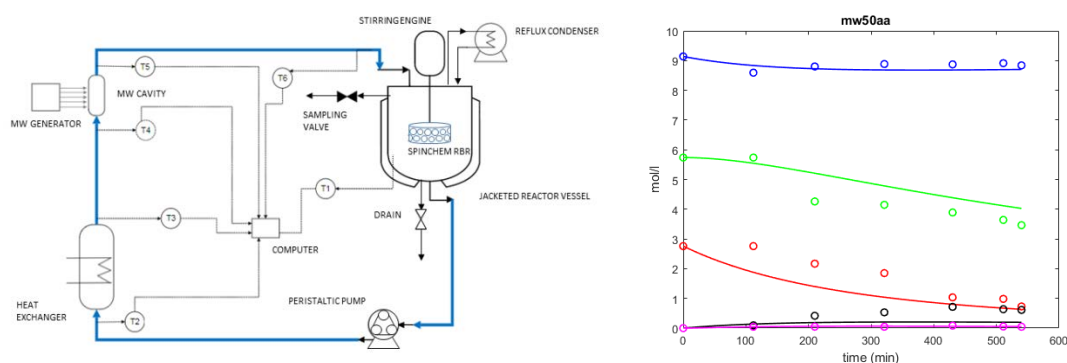 STIRRINGENGINE
REFLUX CONDENSER
T5
T6
MW CAVITY
SAMPLING
VALVE
MW GENERATOR
T4
SPINCHEM RBR
T1
JACKETED REACTOR VESSEL
T3
DRAIN
COMPUTER
PERISTALTIC PUMP
HEAT
EXCHANGER
T2
mw50aa
10
9
8
7
6
5
4
3
2
1
0
mol/l
0
100
200
300
400
500
600
time (min)